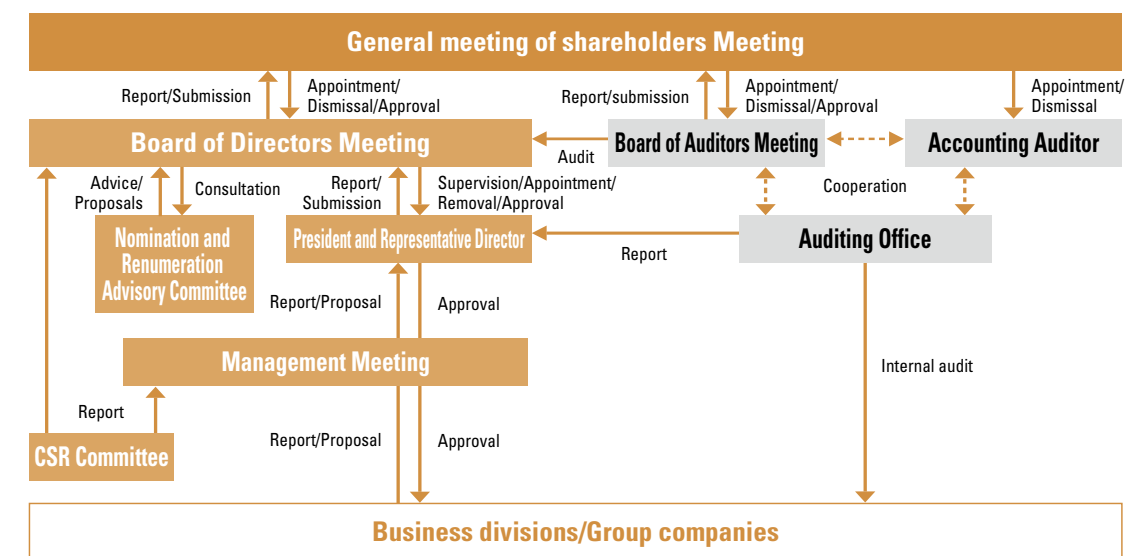 General meeting of shareholders Meeting
Report/Submission
Appointment/
Dismissal/Approval
Report/submission
Appointment/
Dismissal/Approval
Appointment/
Dismissal
Board of Directors Meeting
Audit
Board of Auditors Meeting
Accounting Auditor
Advice/
Proposals
Consultation
Report/
Submission
Supervision/Appointment/
Removal/Approval
Cooperation
Nomination and
Renumeration
Advisory Committee
President and Representative Director
Report
Auditing Office
Report/Proposal
Approval
Management Meeting
Internal audit
Report
CSR Committee
Report/Proposal
Approval
Business divisions/Group companies